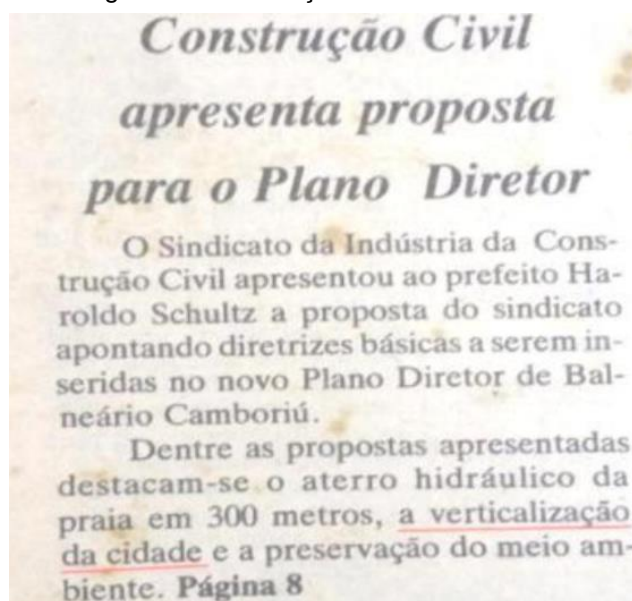 Construção Civil
apresenta proposta
para o Plano Diretor
O Sindicato da Indústria da Cons-
trução Civil apresentou ao prefeito Ha-
roldo Schultz a proposta do sindicato
apontando diretrizes básicas a serem in-
seridas no novo Plano Diretor de Bal-
neário Camboriú.
Dentre as propostas apresentadas
destacam-se o aterro hidráulico da
praia em 300 metros, a verticalização
da cidade e a preservação do meio am-
biente. Página 8